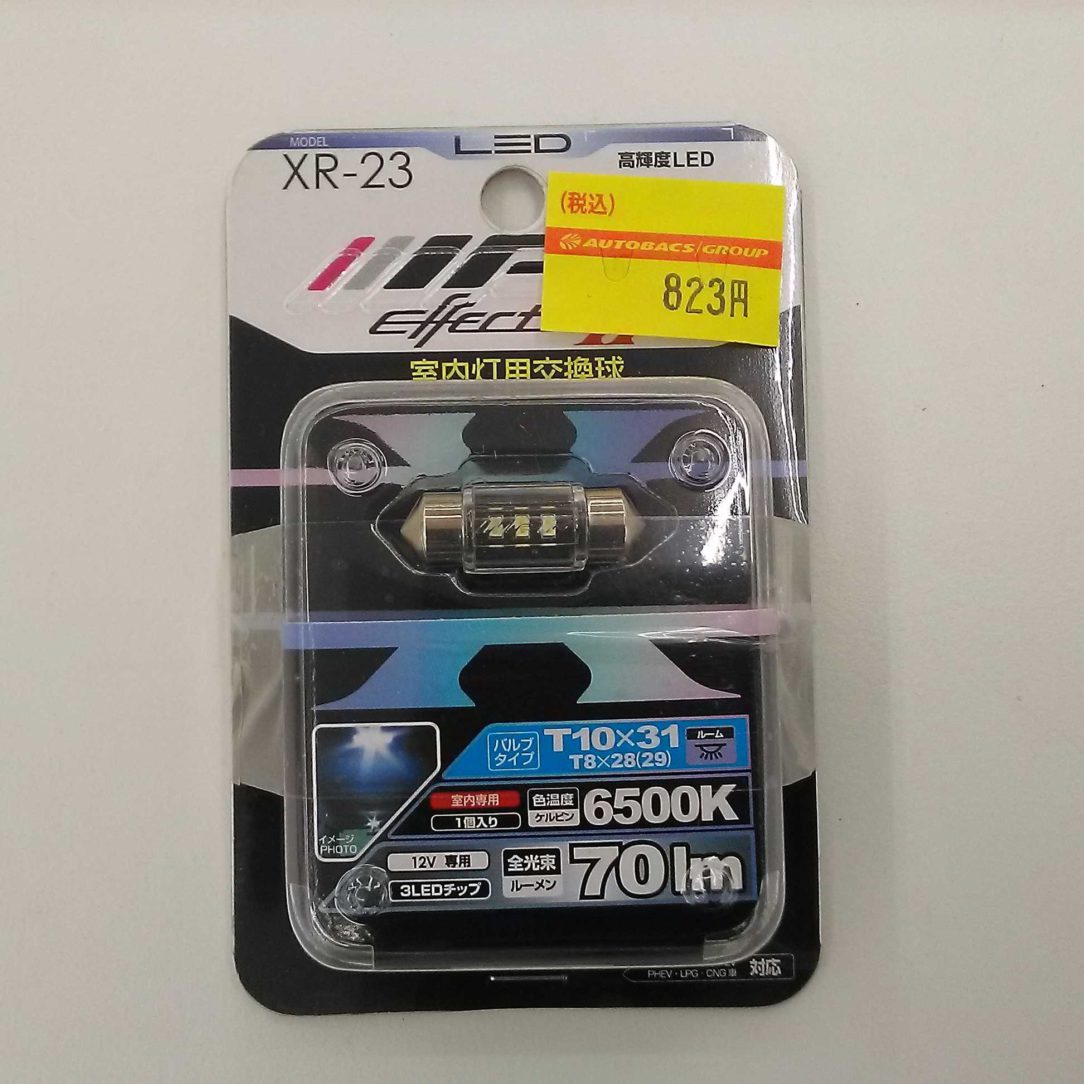 MODEL
LED
XR-23
高輝度LED
(税込)
AUTOBACS/GROUP
823円
Effect
II
室内灯用交換球
バルブ
タイプ
T10×31
T8×28(29)
ルーム
室内専用
1個入り
色温度
ケルビン
6500K
イメージ
PHOTO
12V 専用
3LEDチップ
全光束
ルーメン
70lm
PHEV・LPG・CNG車
対応